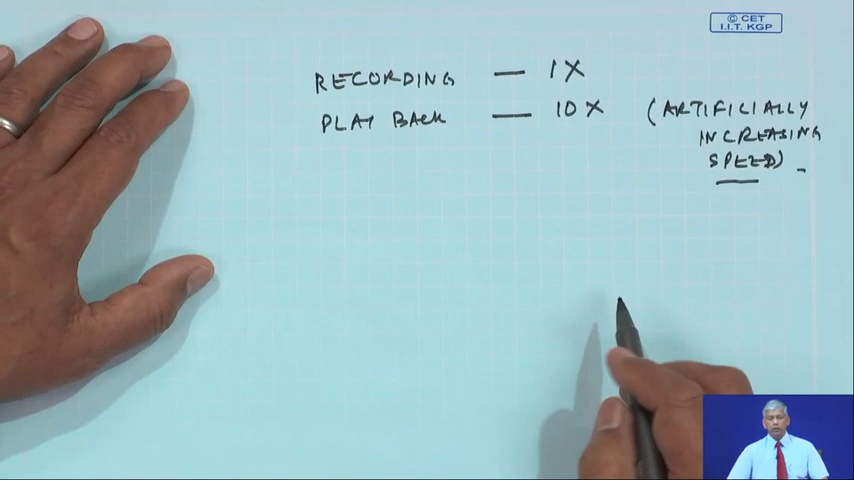 © CET
I.I.T. KGP
RECORDING — 1X
PLAY BACK — 10X (ARTIFICIALLY
INCREASING
SPEED)